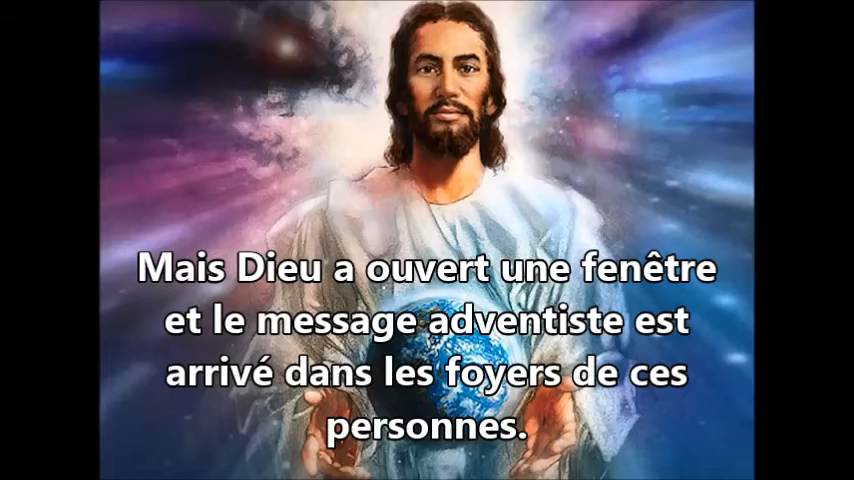 Mais Dieu a ouvert une fenêtre
et le message adventiste est
arrivé dans les foyers de ces
personnes.